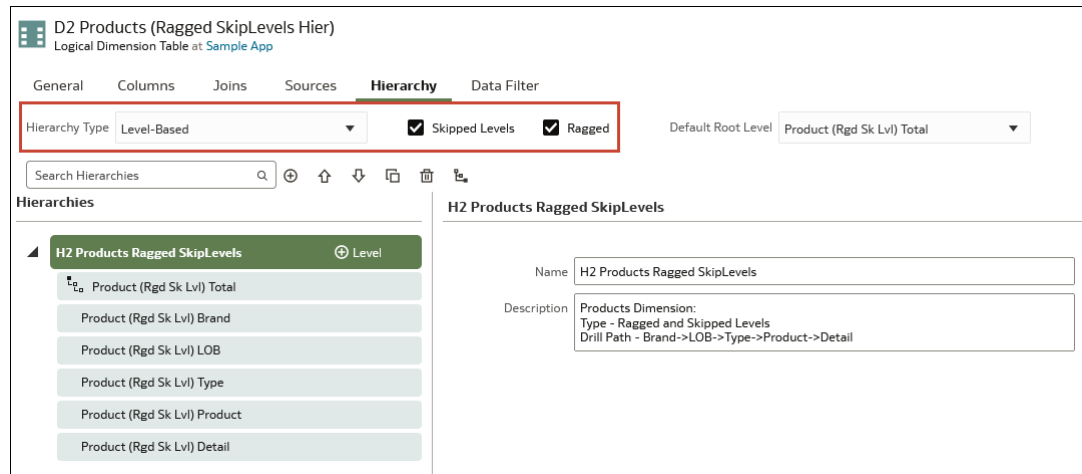 D2 Products (Ragged SkipLevels Hier)
Logical Dimension Table at Sample App
General Columns Joins Sources Hierarchy Data Filter
Hierarchy Type Level-Based Skipped Levels Ragged Default Root Level Product (Rgd Sk Lvl) Total
Search Hierarchies
Hierarchies
H2 Products Ragged SkipLevels Level
Product (Rgd Sk Lvl) Total
Product (Rgd Sk Lvl) Brand
Product (Rgd Sk Lvl) LOB
Product (Rgd Sk Lvl) Type
Product (Rgd Sk Lvl) Product
Product (Rgd Sk Lvl) Detail
H2 Products Ragged SkipLevels
Name H2 Products Ragged SkipLevels
Description Products Dimension:
Type - Ragged and Skipped Levels
Drill Path - Brand->LOB->Type->Product->Detail